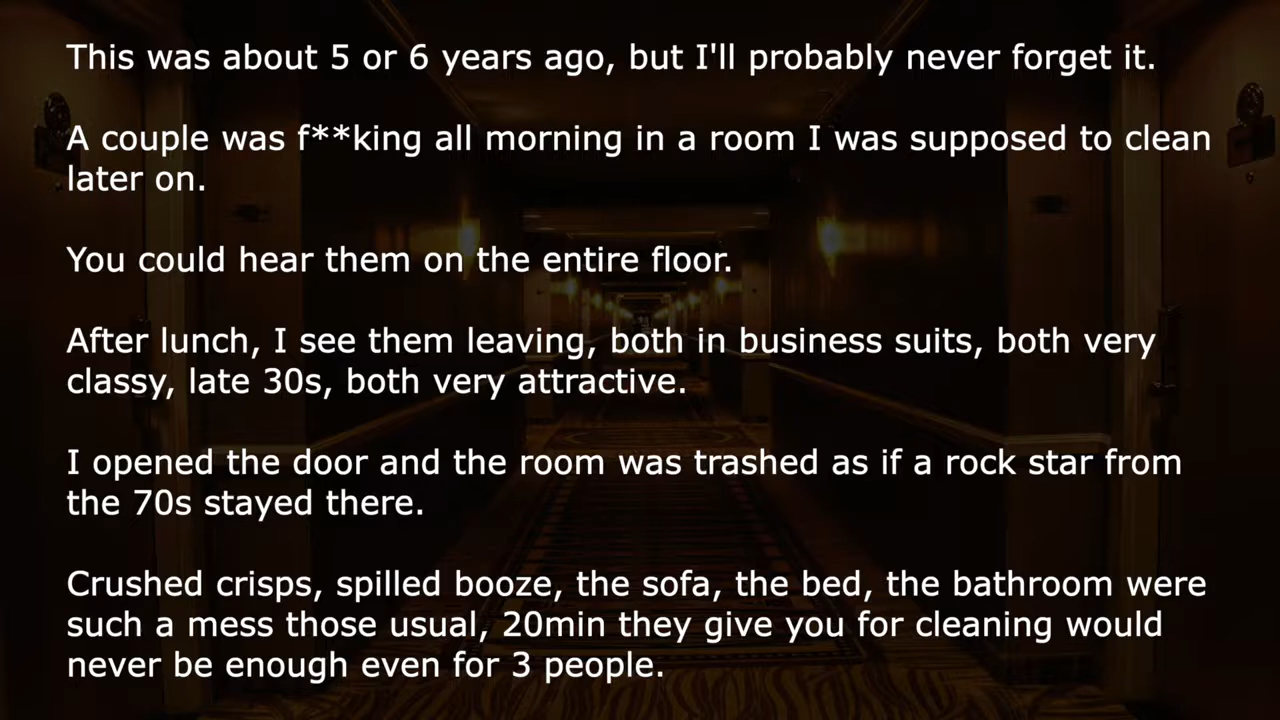 This was about 5 or 6 years ago, but I'll probably never forget it.
A couple was f**king all morning in a room I was supposed to clean
later on.
You could hear them on the entire floor.
After lunch, I see them leaving, both in business suits, both very
classy, late 30s, both very attractive.
I opened the door and the room was trashed as if a rock star from
the 70s stayed there.
Crushed crisps, spilled booze, the sofa, the bed, the bathroom were
such a mess those usual, 20min they give you for cleaning would
never be enough even for 3 people.